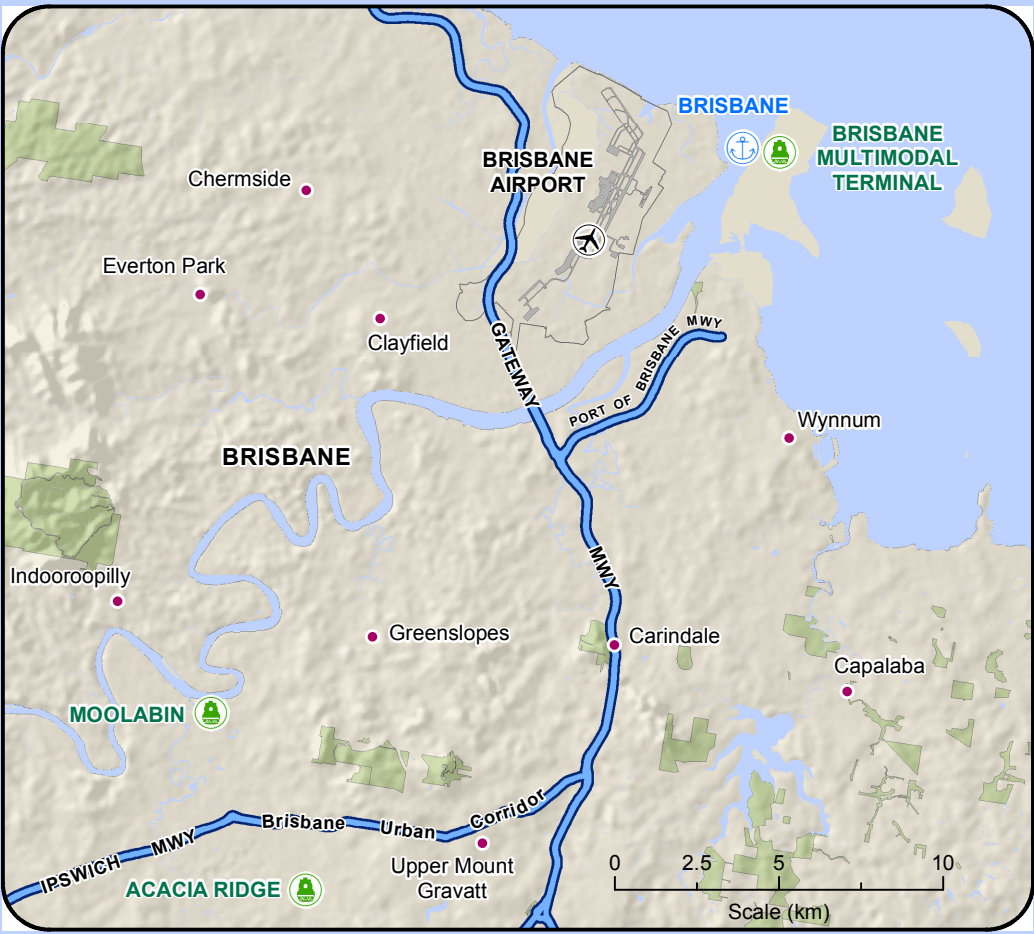 BRISBANE
BRISBANE
MULTIMODAL
TERMINAL
BRISBANE
AIRPORT
Chermside
Everton Park
Clayfield
GATEWAY
PORT OF BRISBANE MWY
Wynnum
BRISBANE
MWY
Indooroopilly
Greenslopes
Carindale
Capalaba
MOOLABIN
IPSWICH MWY
Brisbane Urban Corridor
Upper Mount
Gravatt
ACACIA RIDGE
0 2.5 5 10
Scale (km)